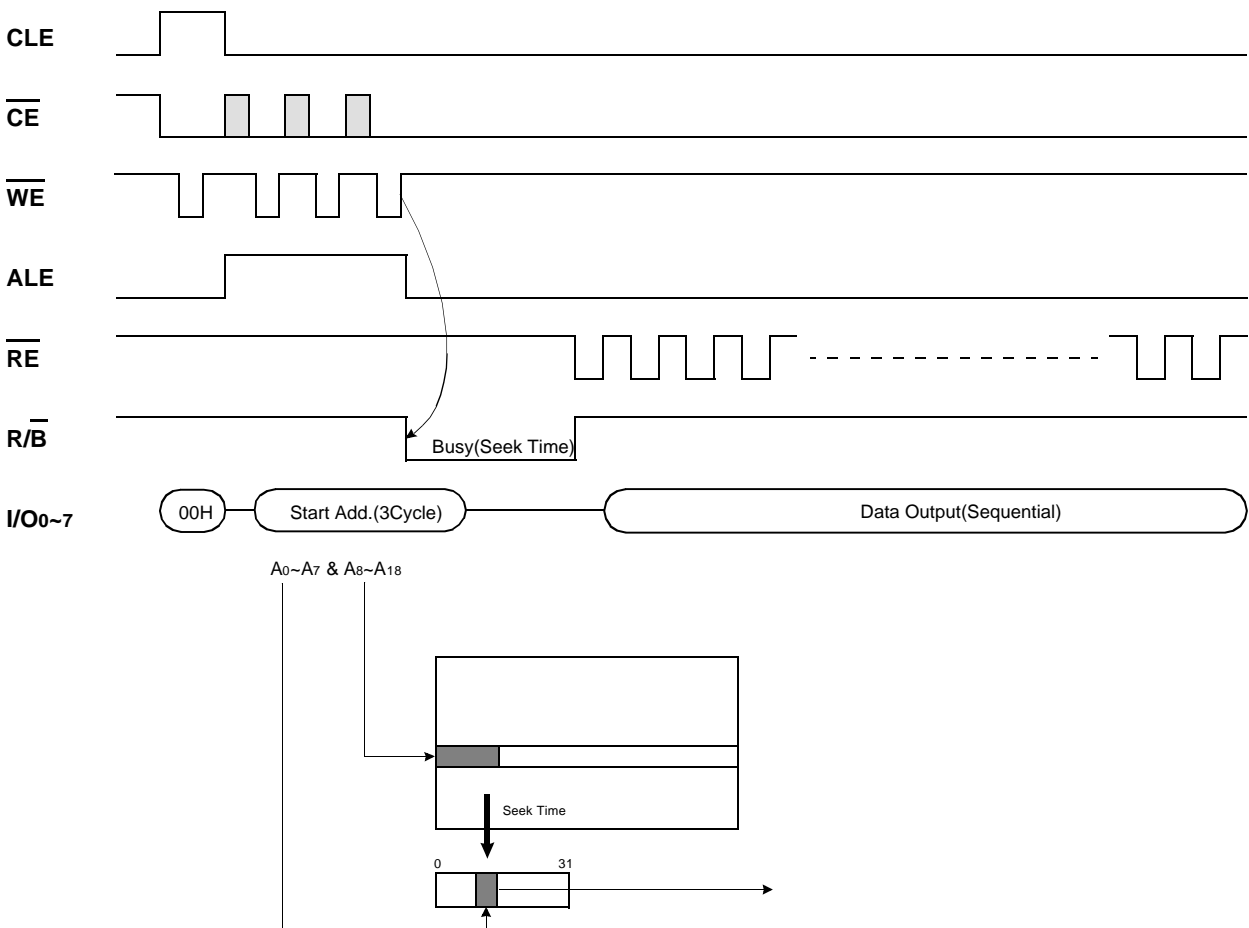 CLE
CE
WE
ALE
RE
R/B
Busy(Seek Time)
I/O0~7
00H
Start Add.(3Cycle)
Data Output(Sequential)
A0~A7 & A8~A18
Seek Time
0
31